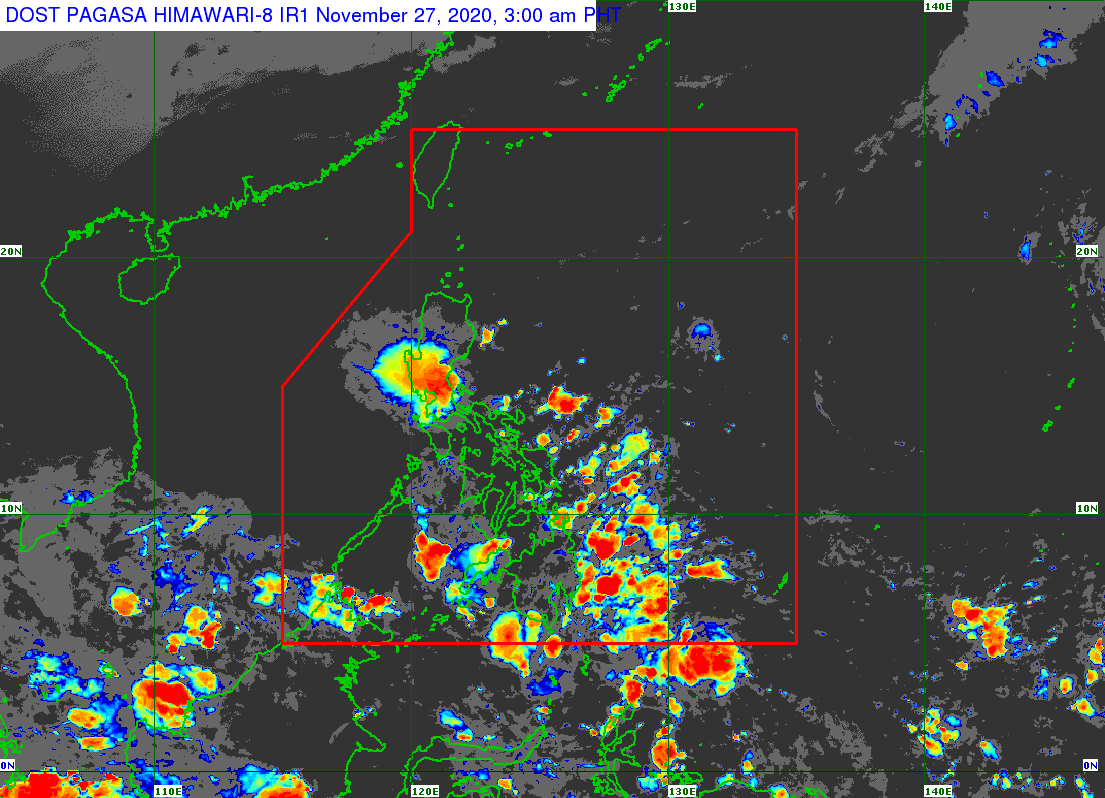 DOST PAGASA HIMAWARI-8 IR1 November 27, 2020, 3:00 am PHT
130E 140E
20N 20N
10N 10N
0N 0N
110E 120E 130E 140E